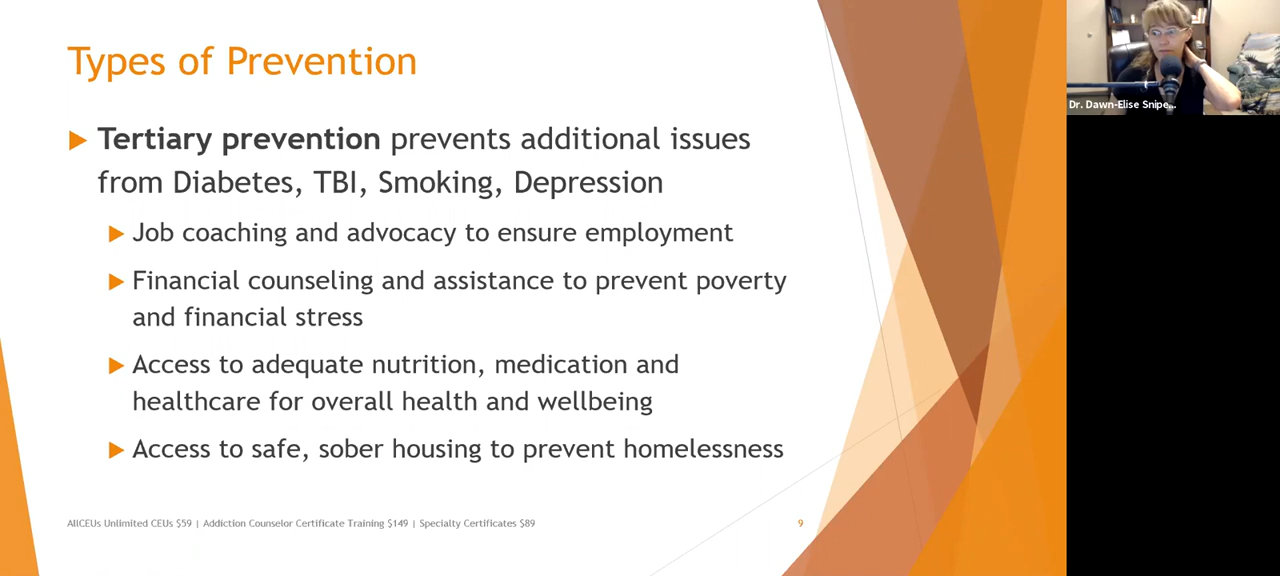 Types of Prevention
Tertiary prevention prevents additional issues
from Diabetes, TBI, Smoking, Depression
Job coaching and advocacy to ensure employment
Financial counseling and assistance to prevent poverty
and financial stress
Access to adequate nutrition, medication and
healthcare for overall health and wellbeing
Access to safe, sober housing to prevent homelessness
AllCEUs Unlimited CEUs $59 | Addiction Counselor Certificate Training $149 | Specialty Certificates $89
9
Dr. Dawn-Elise Snipe...